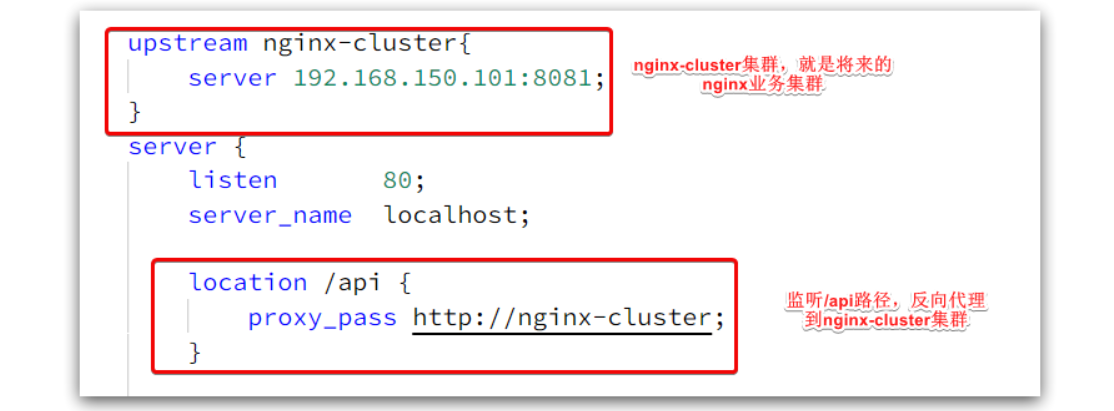 upstream nginx-cluster{
server 192.168.150.101:8081;
}
nginx-cluster集群，就是将来的
nginx业务集群
server {
listen 80;
server_name localhost;
location /api {
proxy_pass http://nginx-cluster;
}
监听/api路径，反向代理
到nginx-cluster集群